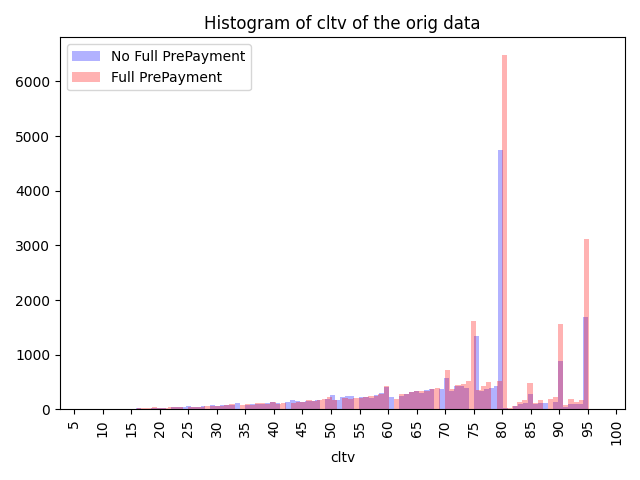 Histogram of cltv of the orig data
No Full PrePayment
Full PrePayment
6000
5000
4000
3000
2000
1000
0
5 10 15 20 25 30 35 40 45 50 55 60 65 70 75 80 85 90 95 100
cltv